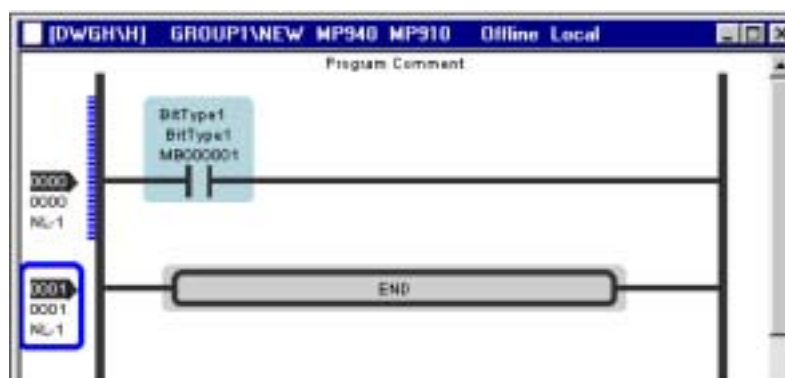 [DWGH\H] GROUP1\NEW MP940 MP910 Offline Local
Program Comment
BitType1
BitType1
MB000001
0000
0000
NL-1
0001
END
0001
NL-1